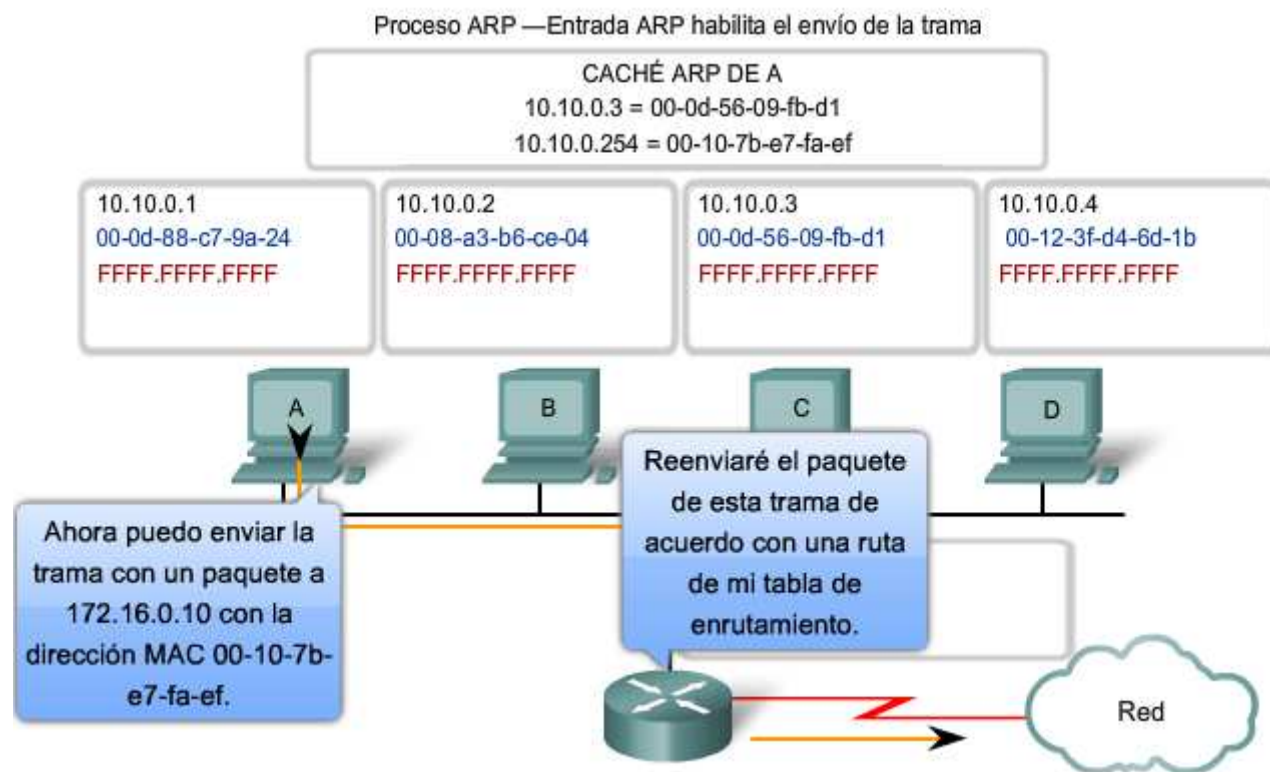 Proceso ARP —Entrada ARP habilita el envío de la trama
CACHÉ ARP DE A
10.10.0.3 = 00-0d-56-09-fb-d1
10.10.0.254 = 00-10-7b-e7-fa-ef
10.10.0.1
00-0d-88-c7-9a-24
FFFF.FFFF.FFFF
10.10.0.2
00-08-a3-b6-ce-04
FFFF.FFFF.FFFF
10.10.0.3
00-0d-56-09-fb-d1
FFFF.FFFF.FFFF
10.10.0.4
00-12-3f-d4-6d-1b
FFFF.FFFF.FFFF
A
B
C
D
Ahora puedo enviar la
trama con un paquete a
172.16.0.10 con la
dirección MAC 00-10-7b-
e7-fa-ef.
Reenviaré el paquete
de esta trama de
acuerdo con una ruta
de mi tabla de
enrutamiento.
Red